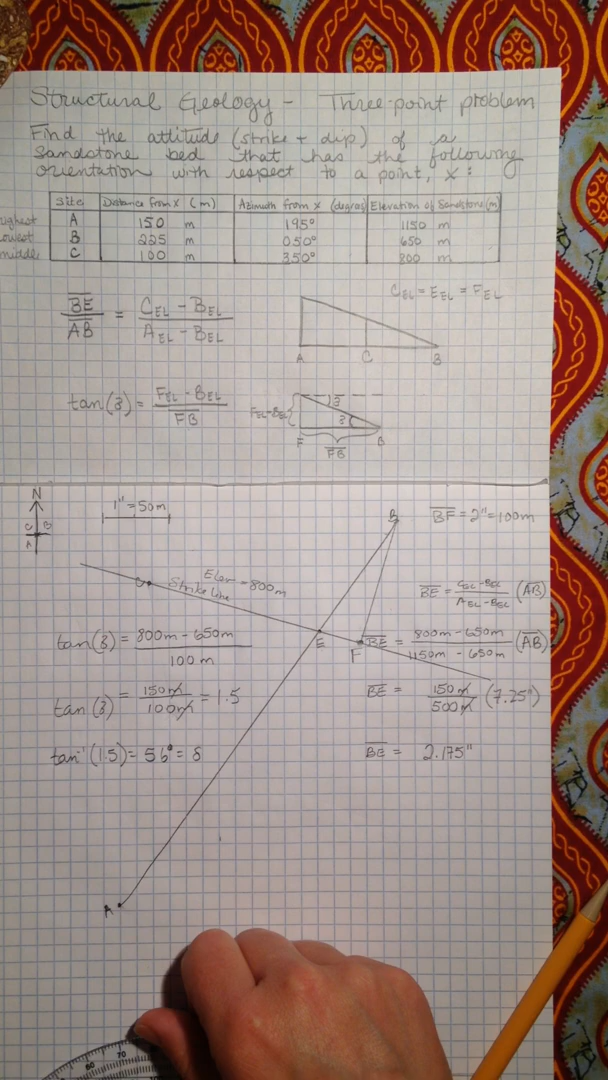 Structural Geology - Three-point problem
Find the attitude (strike + dip) of a
sandstone bed that has the following
orientation with respect to a point, x:
Site Distance from x (m) Azimuth from x (degrees) Elevation of Sandstone (m)
highest A 150 m 195° 1150 m
lowest B 225 m 050° 650 m
middle C 100 m 350° 800 m
C_EL = E_EL = F_EL
BE/AB = (C_EL - B_EL)/(A_EL - B_EL)
A C B
tan(δ) = (F_EL - B_EL)/FB
F_EL-B_EL δ
δ
F B
FB
N
C B
A
1" = 50m
B
BF = 2" = 100m
C Strike line Elev = 800m
BE = (C_EL-B_EL)/(A_EL-B_EL) (AB)
E F
tan(δ) = (800m - 650m)/100m
BE = (800m - 650m)/(1150m - 650m) (AB)
tan(δ) = 150m/100m = 1.5
BE = 150m/500m (7.25")
tan⁻¹(1.5) = 56° = δ
BE = 2.175"
A
60 70